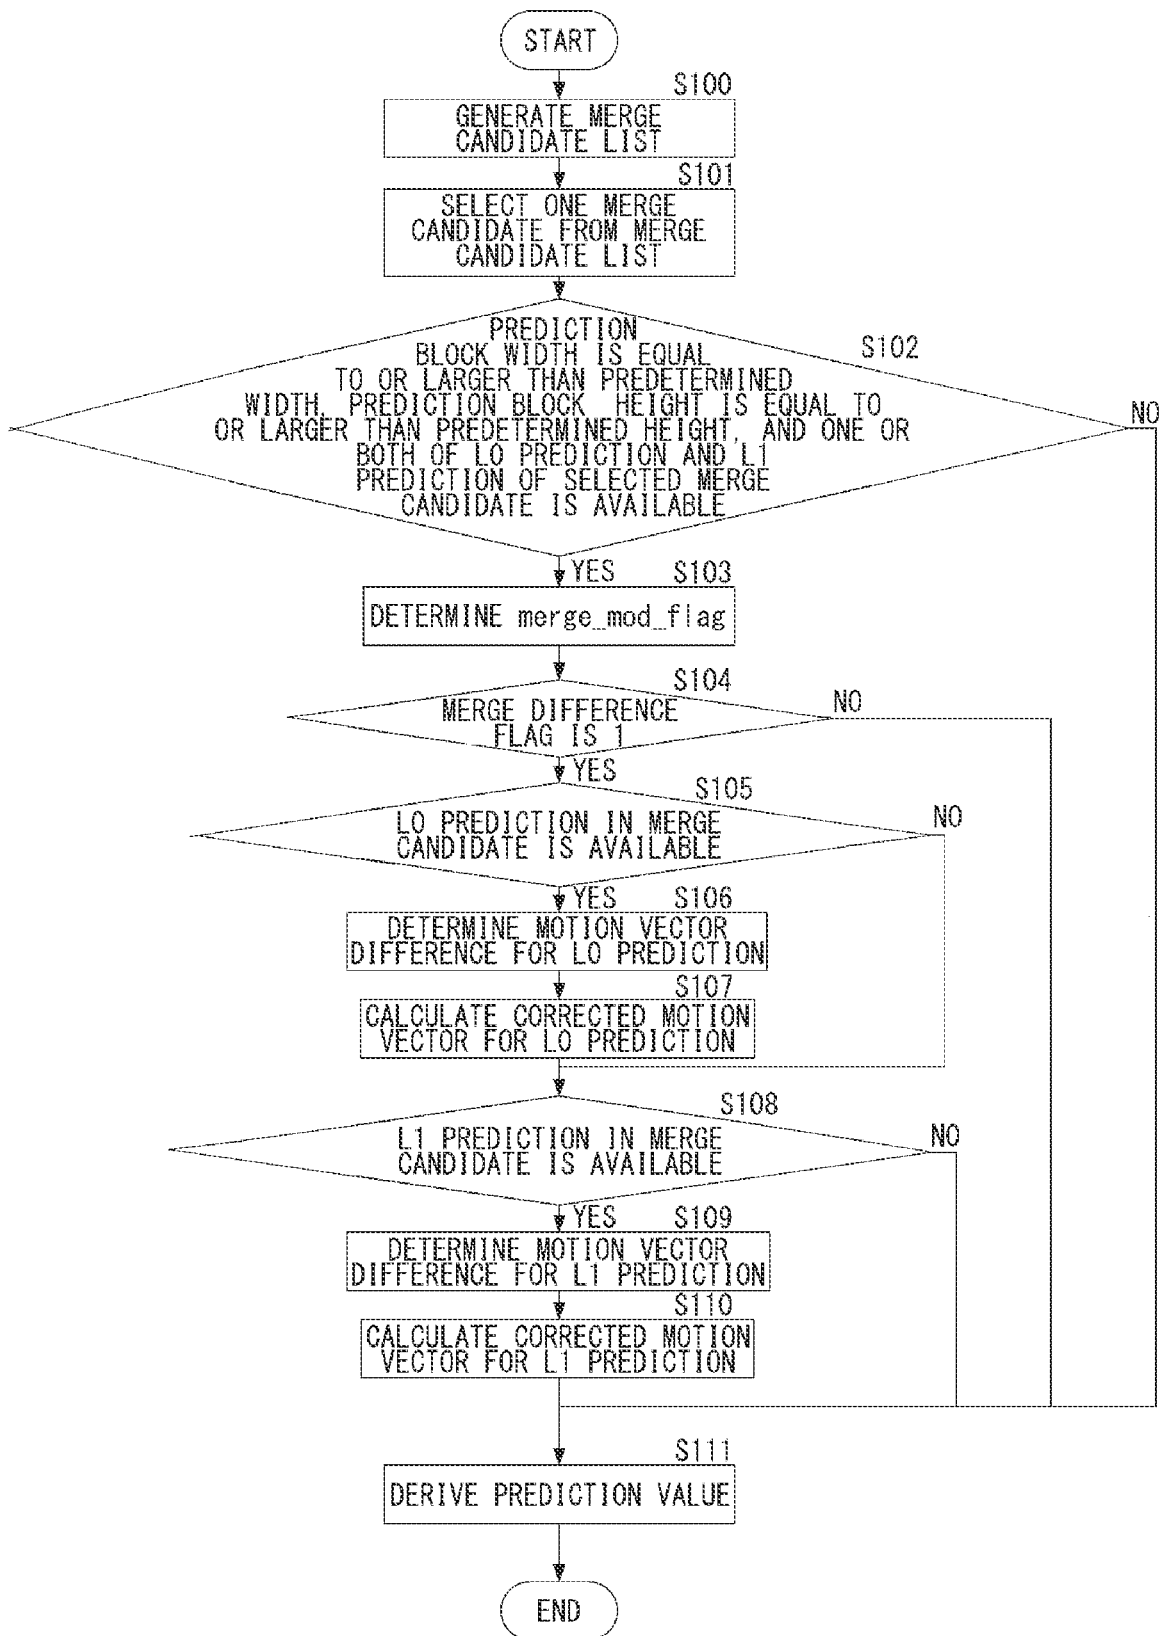 START
S100
GENERATE MERGE
CANDIDATE LIST
S101
SELECT ONE MERGE
CANDIDATE FROM MERGE
CANDIDATE LIST
S102
PREDICTION
BLOCK WIDTH IS EQUAL
TO OR LARGER THAN PREDETERMINED
WIDTH, PREDICTION BLOCK HEIGHT IS EQUAL TO
OR LARGER THAN PREDETERMINED HEIGHT, AND ONE OR
BOTH OF L0 PREDICTION AND L1
PREDICTION OF SELECTED MERGE
CANDIDATE IS AVAILABLE
NO
YES
S103
DETERMINE merge_mod_flag
S104
MERGE DIFFERENCE
FLAG IS 1
NO
YES
S105
L0 PREDICTION IN MERGE
CANDIDATE IS AVAILABLE
NO
YES
S106
DETERMINE MOTION VECTOR
DIFFERENCE FOR L0 PREDICTION
S107
CALCULATE CORRECTED MOTION
VECTOR FOR L0 PREDICTION
S108
L1 PREDICTION IN MERGE
CANDIDATE IS AVAILABLE
NO
YES
S109
DETERMINE MOTION VECTOR
DIFFERENCE FOR L1 PREDICTION
S110
CALCULATE CORRECTED MOTION
VECTOR FOR L1 PREDICTION
S111
DERIVE PREDICTION VALUE
END